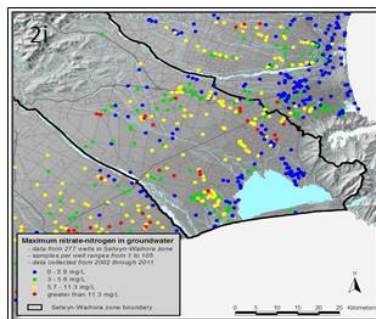 2i
Maximum nitrate-nitrogen in groundwater
- data from 277 wells in Selwyn-Waihora zone
- samples per well ranges from 1 to 109
- data collected from 2002 through 2011
0 - 2.9 mg/L
3 - 5.6 mg/L
5.7 - 11.3 mg/L
greater than 11.3 mg/L
Selwyn-Waihora zone boundary
N
0 5 10 15 20 25 Kilometers